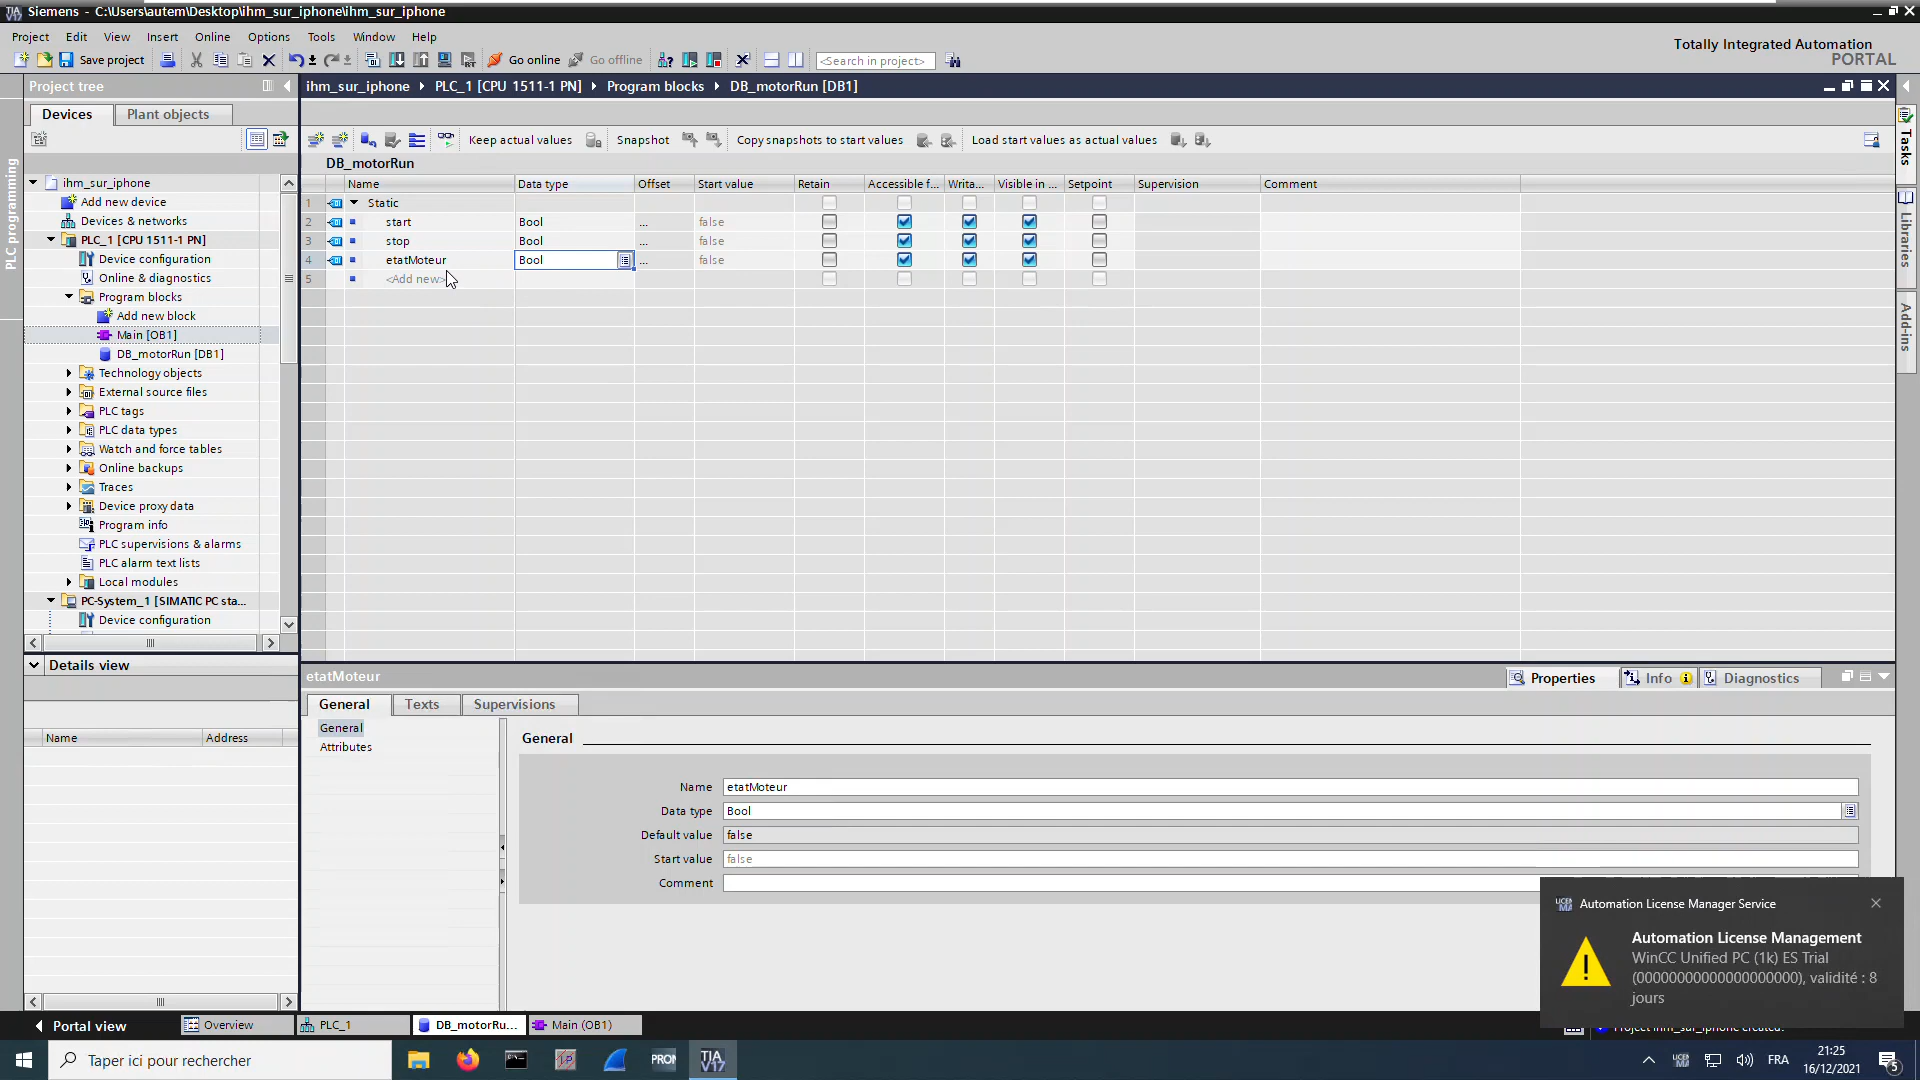 Siemens - C:\Users\autem\Desktop\ihm_sur_iphone\ihm_sur_iphone
Project Edit View Insert Online Options Tools Window Help
Totally Integrated Automation
PORTAL
Save project
Go online
Go offline
<Search in project>
Project tree
ihm_sur_iphone
PLC_1 [CPU 1511-1 PN]
Program blocks
DB_motorRun [DB1]
Devices
Plant objects
Keep actual values
Snapshot
Copy snapshots to start values
Load start values as actual values
DB_motorRun
Name Data type Offset Start value Retain Accessible f... Writa... Visible in ... Setpoint Supervision Comment
1 Static
2 start Bool ... false
3 stop Bool ... false
4 etatMoteur Bool ... false
5 <Add new>
PLC programming
ihm_sur_iphone
Add new device
Devices & networks
PLC_1 [CPU 1511-1 PN]
Device configuration
Online & diagnostics
Program blocks
Add new block
Main [OB1]
DB_motorRun [DB1]
Technology objects
External source files
PLC tags
PLC data types
Watch and force tables
Online backups
Traces
Device proxy data
Program info
PLC supervisions & alarms
PLC alarm text lists
Local modules
PC-System_1 [SIMATIC PC sta...
Device configuration
Tasks
Libraries
Add-ins
Details view
Name Address
etatMoteur
Properties
Info
Diagnostics
General
Texts
Supervisions
General
Attributes
General
Name etatMoteur
Data type Bool
Default value false
Start value false
Comment
Automation License Manager Service
Automation License Management
WinCC Unified PC (1k) ES Trial
(00000000000000000000), validité : 8
jours
Portal view
Overview
PLC_1
DB_motorRu...
Main (OB1)
Project ihm_sur_iphone created.
Taper ici pour rechercher
PRON
TIA
V17
FRA
21:25
16/12/2021
5